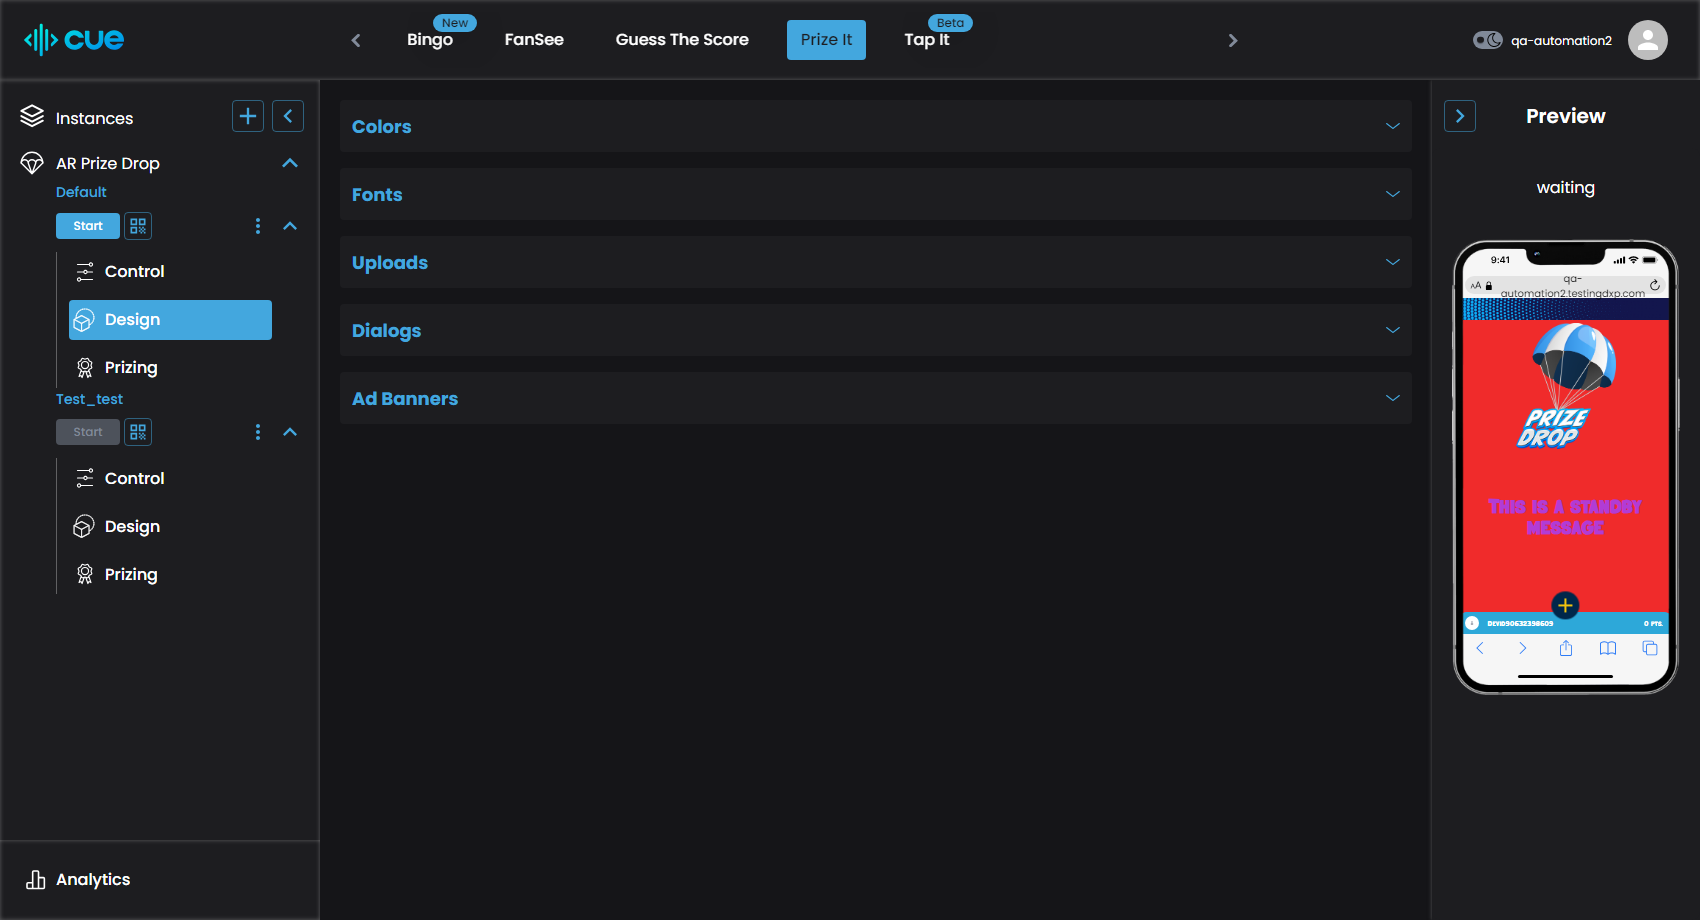 cue
New
Bingo
FanSee
Guess The Score
Prize It
Beta
Tap It
qa-automation2
Instances
AR Prize Drop
Default
Start
Control
Design
Prizing
Test_test
Start
Control
Design
Prizing
Analytics
Colors
Fonts
Uploads
Dialogs
Ad Banners
Preview
waiting
9:41
AA
qa-
automation2.testingdxp.com
PRIZE
DROP
THIS IS A STANDBY
MESSAGE
0 PTS.